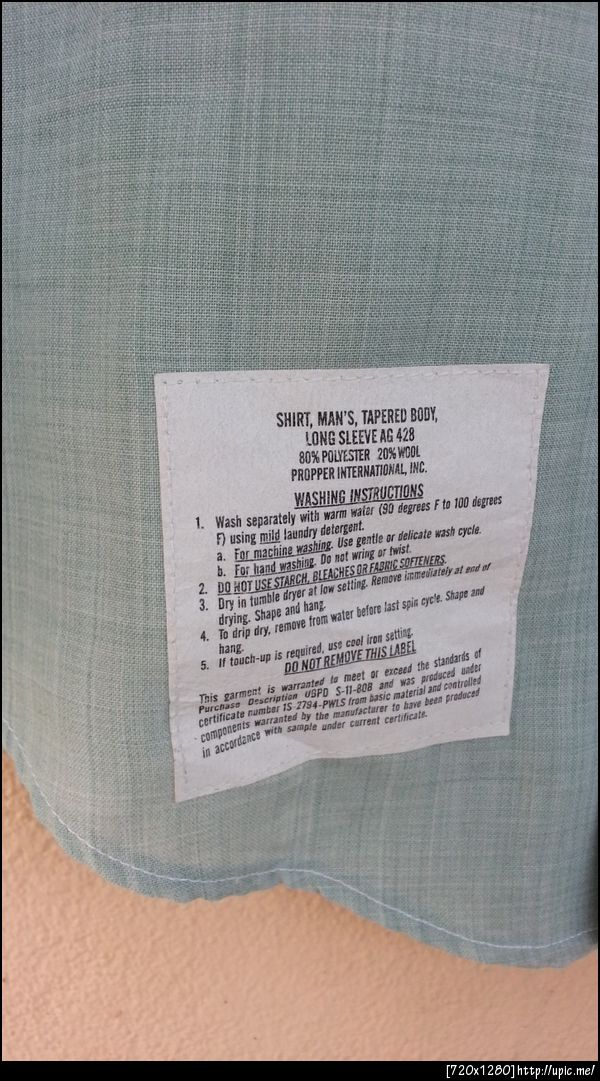 SHIRT, MAN'S, TAPERED BODY,
LONG SLEEVE AG 428
80% POLYESTER 20% WOOL
PROPPER INTERNATIONAL, INC.
WASHING INSTRUCTIONS
1. Wash separately with warm water (90 degrees F to 100 degrees
F) using mild laundry detergent.
a. For machine washing. Use gentle or delicate wash cycle.
b. For hand washing. Do not wring or twist.
2. DO NOT USE STARCH, BLEACHES OR FABRIC SOFTENERS.
3. Dry in tumble dryer at low setting. Remove immediately at end of
drying. Shape and hang.
4. To drip dry, remove from water before last spin cycle. Shape and
hang.
5. If touch-up is required, use cool iron setting.
DO NOT REMOVE THIS LABEL
This garment is warranted to meet or exceed the standards of
Purchase Description USPD S-11-80B and was produced under
certificate number 1S 2794-PWLS from basic material and controlled
components warranted by the manufacturer to have been produced
in accordance with sample under current certificate.
[720x1280]http://upic.me/